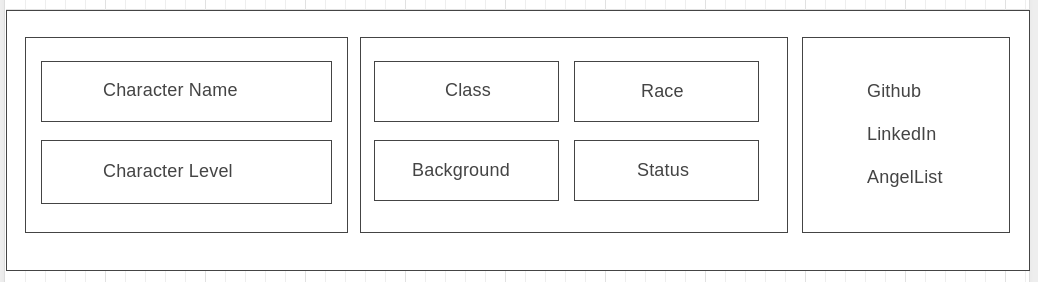 Character Name
Character Level
Class
Race
Background
Status
Github
LinkedIn
AngelList